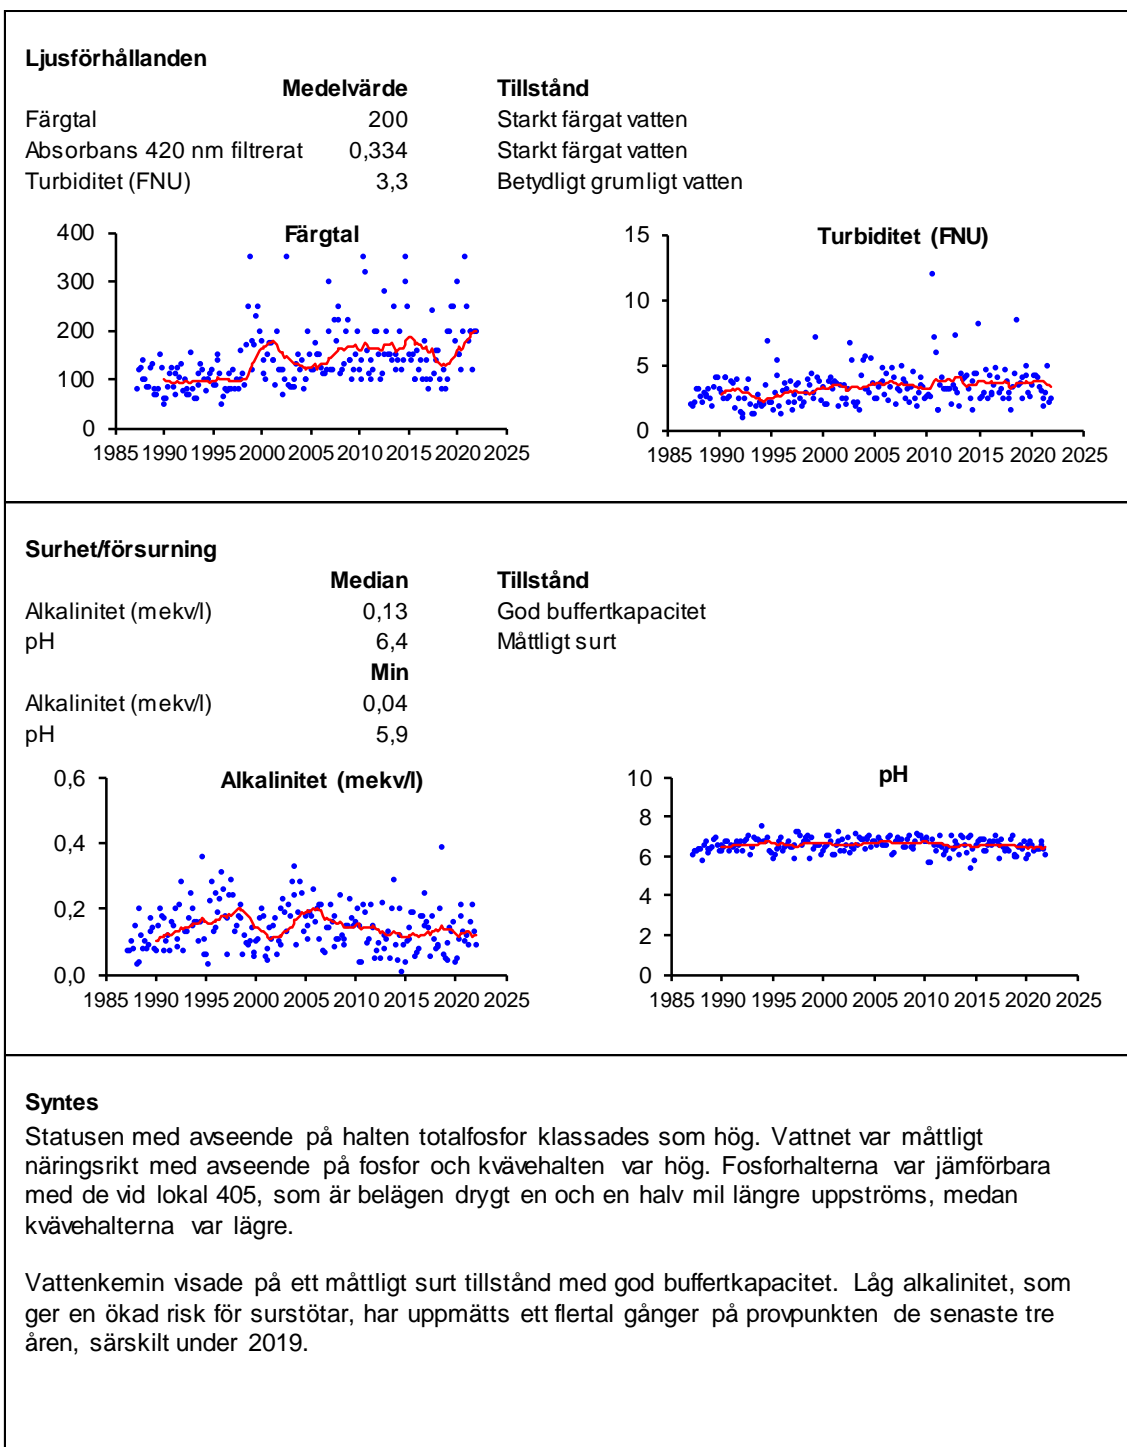 Ljusförhållanden
Medelvärde Tillstånd
Färgtal 200 Starkt färgat vatten
Absorbans 420 nm filtrerat 0,334 Starkt färgat vatten
Turbiditet (FNU) 3,3 Betydligt grumligt vatten
Färgtal
400
300
200
100
0
1985 1990 1995 2000 2005 2010 2015 2020 2025
Turbiditet (FNU)
15
10
5
0
1985 1990 1995 2000 2005 2010 2015 2020 2025
Surhet/försurning
Median Tillstånd
Alkalinitet (mekv/l) 0,13 God buffertkapacitet
pH 6,4 Måttligt surt
Min
Alkalinitet (mekv/l) 0,04
pH 5,9
Alkalinitet (mekv/l)
0,6
0,4
0,2
0,0
1985 1990 1995 2000 2005 2010 2015 2020 2025
pH
10
8
6
4
2
0
1985 1990 1995 2000 2005 2010 2015 2020 2025
Syntes
Statusen med avseende på halten totalfosfor klassades som hög. Vattnet var måttligt
näringsrikt med avseende på fosfor och kvävehalten var hög. Fosforhalterna var jämförbara
med de vid lokal 405, som är belägen drygt en och en halv mil längre uppströms, medan
kvävehalterna var lägre.
Vattenkemin visade på ett måttligt surt tillstånd med god buffertkapacitet. Låg alkalinitet, som
ger en ökad risk för surstötar, har uppmätts ett flertal gånger på provpunkten de senaste tre
åren, särskilt under 2019.